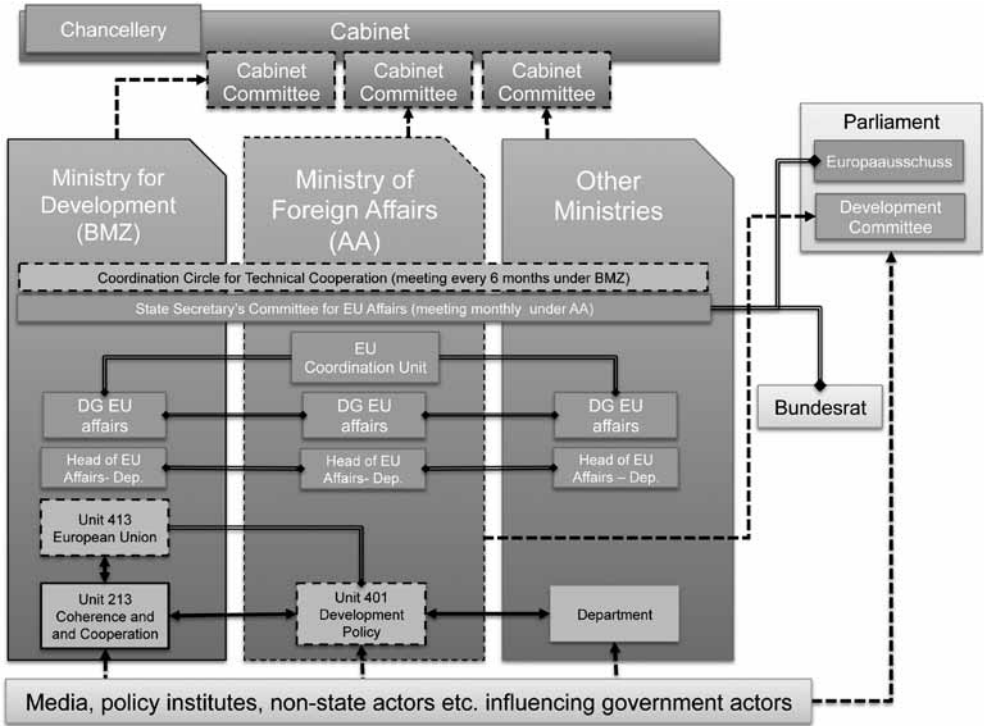 Chancellery
Cabinet
Cabinet
Committee
Cabinet
Committee
Cabinet
Committee
Parliament
Europaausschuss
Development
Committee
Ministry for
Development
(BMZ)
Ministry of
Foreign Affairs
(AA)
Other
Ministries
Coordination Circle for Technical Cooperation (meeting every 6 months under BMZ)
State Secretary's Committee for EU Affairs (meeting monthly under AA)
EU
Coordination Unit
DG EU
affairs
DG EU
affairs
DG EU
affairs
Bundesrat
Head of EU
Affairs- Dep.
Head of EU
Affairs- Dep.
Head of EU
Affairs – Dep.
Unit 413
European Union
Unit 213
Coherence and
and Cooperation
Unit 401
Development
Policy
Department
Media, policy institutes, non-state actors etc. influencing government actors